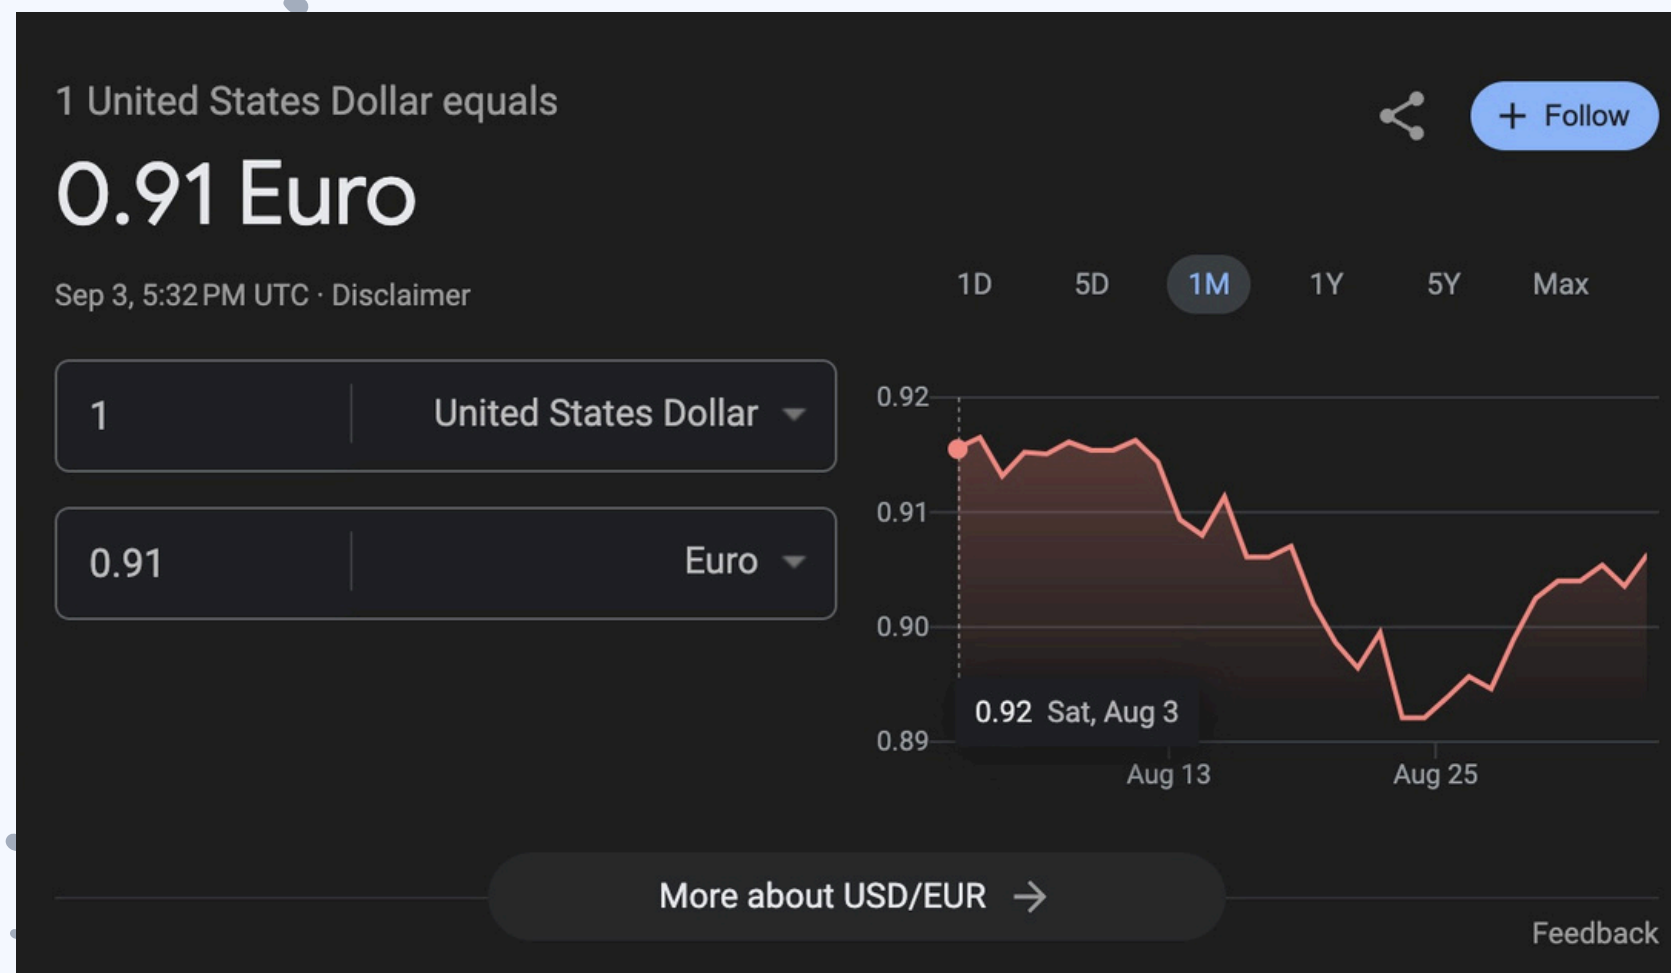 1 United States Dollar equals
+ Follow
0.91 Euro
Sep 3, 5:32 PM UTC · Disclaimer
1D 5D 1M 1Y 5Y Max
1 United States Dollar
0.91 Euro
0.92
0.91
0.90
0.89
0.92 Sat, Aug 3
Aug 13 Aug 25
More about USD/EUR →
Feedback